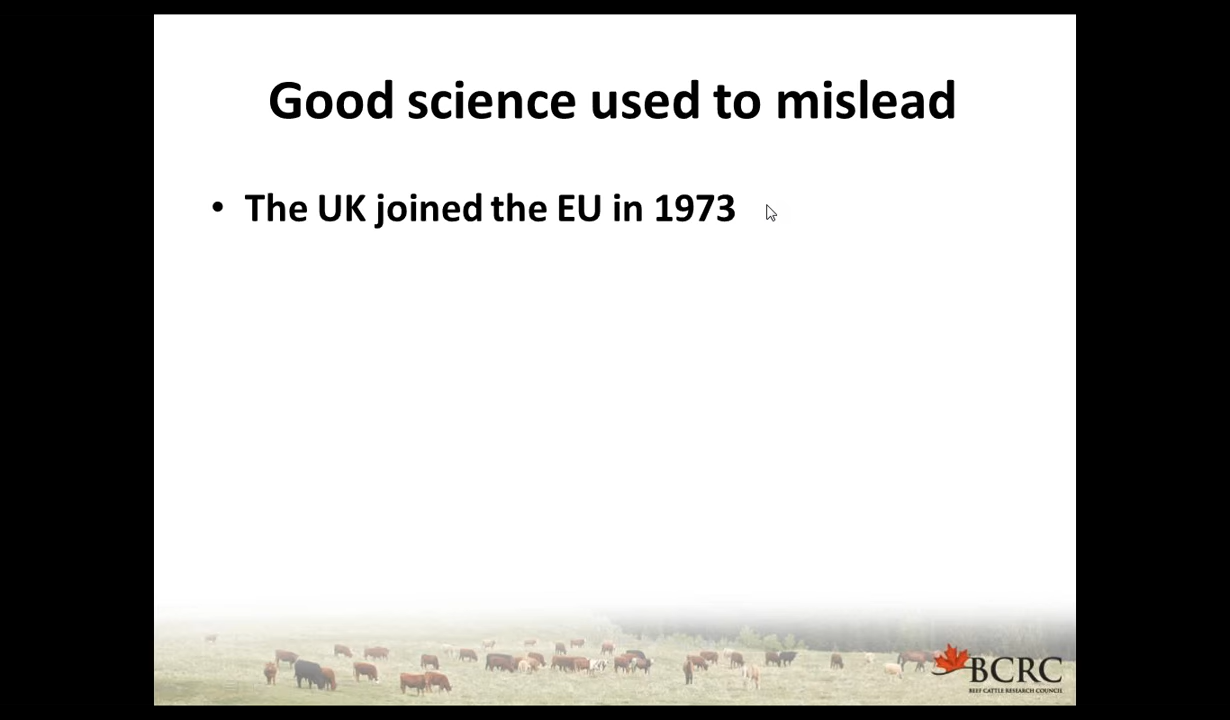 Good science used to mislead
• The UK joined the EU in 1973
BCRC
BEEF CATTLE RESEARCH COUNCIL